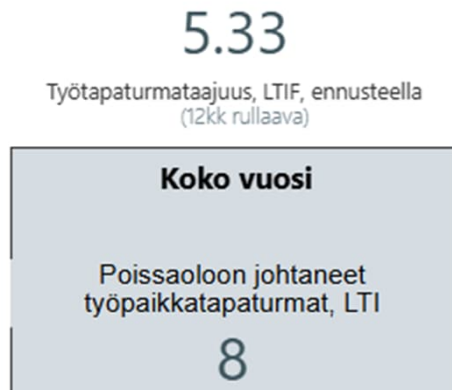 5.33
Työtapaturmataajuus, LTIF, ennusteella
(12kk rullaava)
Koko vuosi
Poissaoloon johtaneet
työpaikkatapaturmat, LTI
8